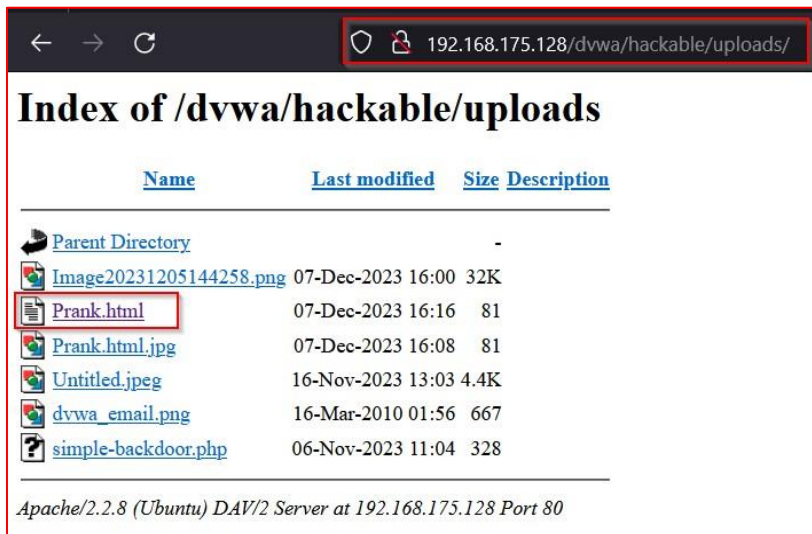 192.168.175.128/dvwa/hackable/uploads/
Index of /dvwa/hackable/uploads
Name Last modified Size Description
Parent Directory -
Image20231205144258.png 07-Dec-2023 16:00 32K
Prank.html 07-Dec-2023 16:16 81
Prank.html.jpg 07-Dec-2023 16:08 81
Untitled.jpeg 16-Nov-2023 13:03 4.4K
dvwa_email.png 16-Mar-2010 01:56 667
simple-backdoor.php 06-Nov-2023 11:04 328
Apache/2.2.8 (Ubuntu) DAV/2 Server at 192.168.175.128 Port 80